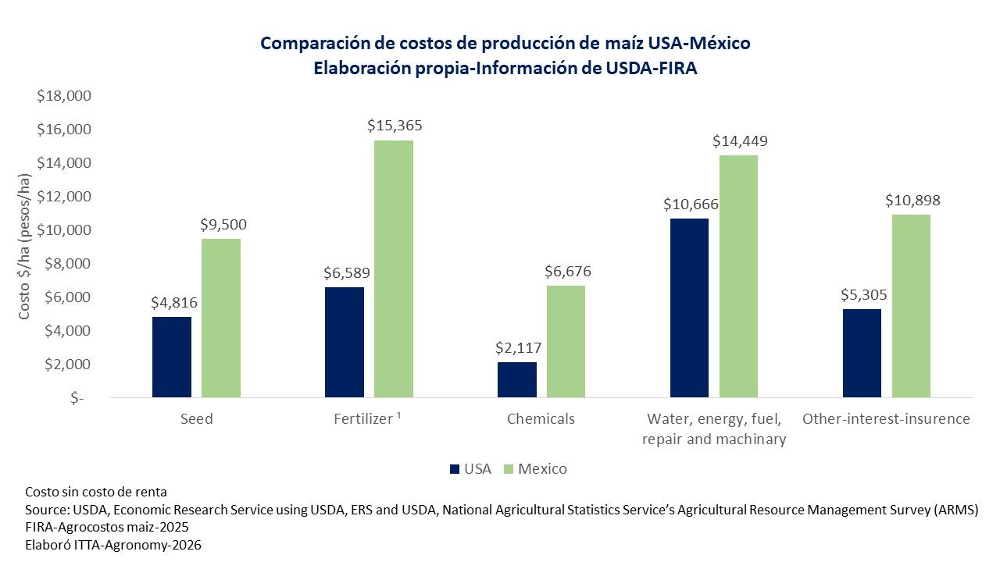 Comparación de costos de producción de maíz USA-México
Elaboración propia-Información de USDA-FIRA
Costo $/ha (pesos/ha)
$18,000
$16,000
$14,000
$12,000
$10,000
$8,000
$6,000
$4,000
$2,000
$-
$4,816
$9,500
$6,589
$15,365
$2,117
$6,676
$10,666
$14,449
$5,305
$10,898
Seed
Fertilizer ¹
Chemicals
Water, energy, fuel,
repair and machinary
Other-interest-insurence
USA
Mexico
Costo sin costo de renta
Source: USDA, Economic Research Service using USDA, ERS and USDA, National Agricultural Statistics Service’s Agricultural Resource Management Survey (ARMS)
FIRA-Agrocostos maiz-2025
Elaboró ITTA-Agronomy-2026